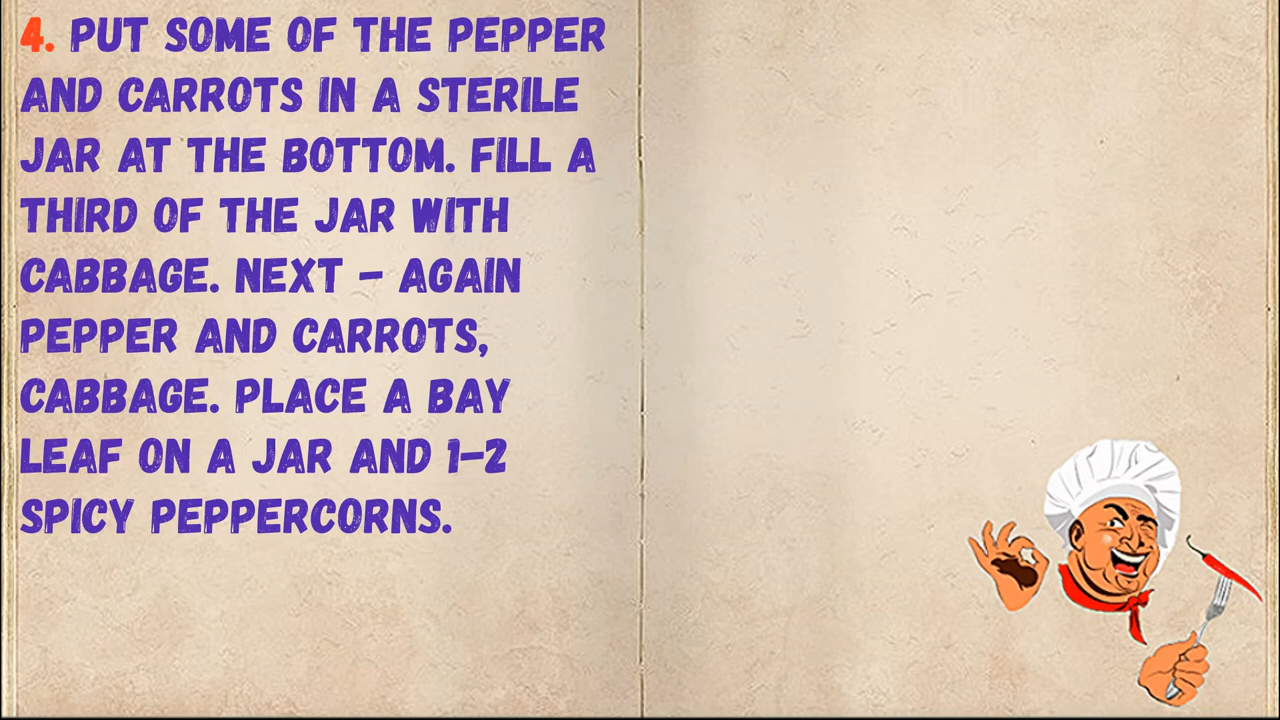 4. PUT SOME OF THE PEPPER
AND CARROTS IN A STERILE
JAR AT THE BOTTOM. FILL A
THIRD OF THE JAR WITH
CABBAGE. NEXT – AGAIN
PEPPER AND CARROTS,
CABBAGE. PLACE A BAY
LEAF ON A JAR AND 1–2
SPICY PEPPERCORNS.